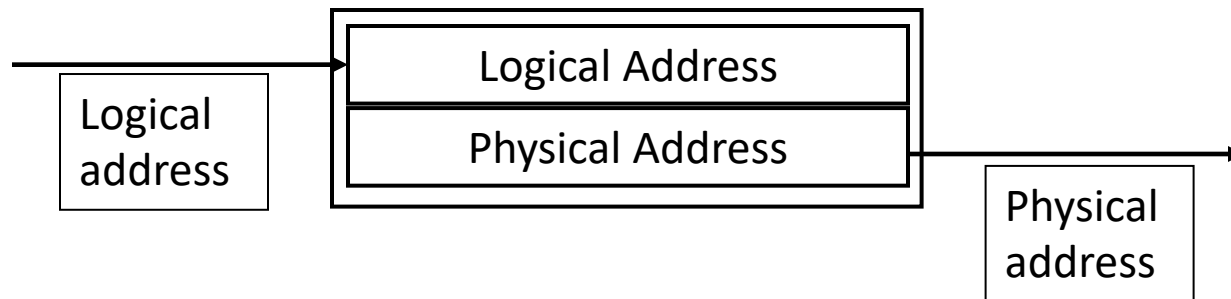 Logical Address
Logical
address
Physical Address
Physical
address